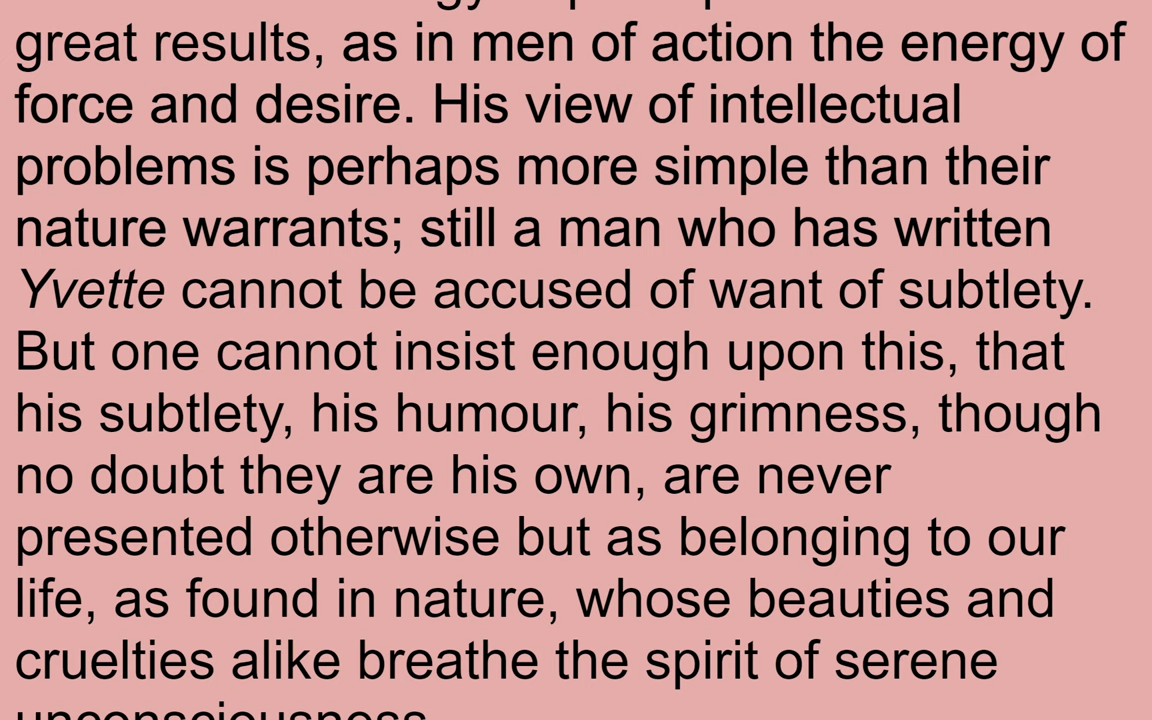 great results, as in men of action the energy of
force and desire. His view of intellectual
problems is perhaps more simple than their
nature warrants; still a man who has written
Yvette cannot be accused of want of subtlety.
But one cannot insist enough upon this, that
his subtlety, his humour, his grimness, though
no doubt they are his own, are never
presented otherwise but as belonging to our
life, as found in nature, whose beauties and
cruelties alike breathe the spirit of serene
unconsciousness.